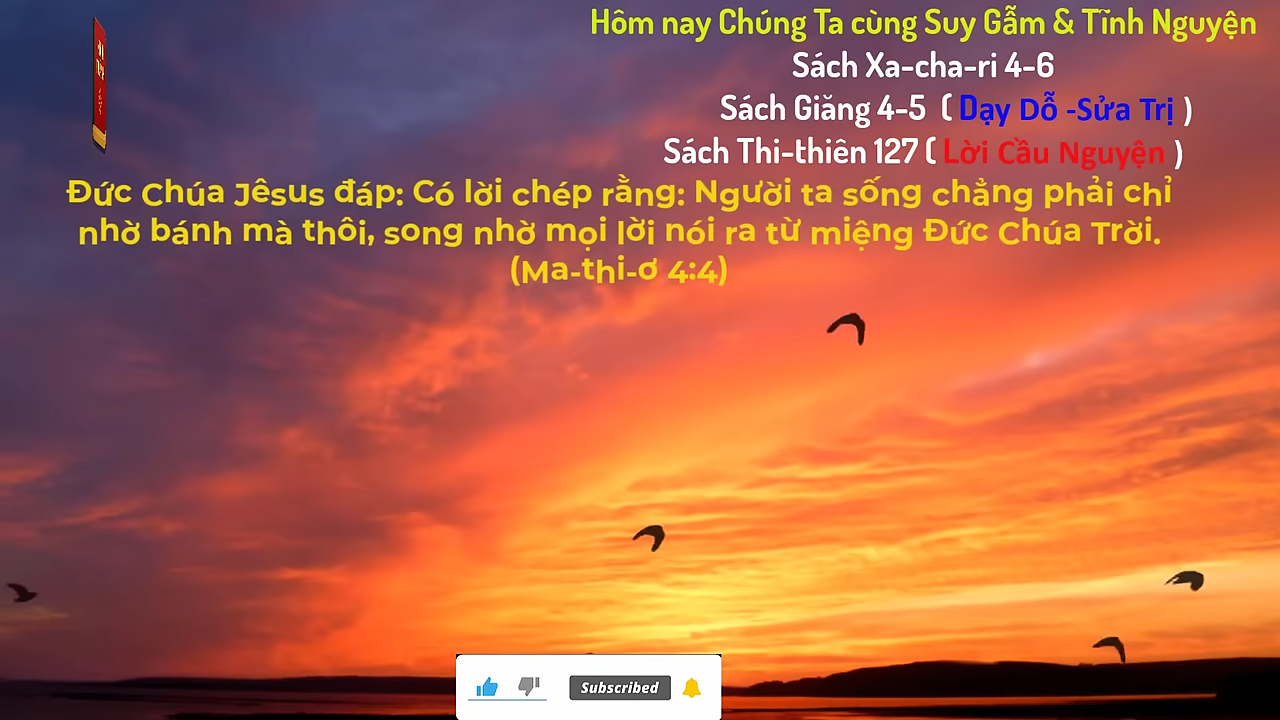 Hôm nay Chúng Ta cùng Suy Gẫm & Tĩnh Nguyện
Sách Xa-cha-ri 4-6
Sách Giăng 4-5 ( Dạy Dỗ -Sửa Trị )
Sách Thi-thiên 127 ( Lời Cầu Nguyện )
Đức Chúa Jêsus đáp: Có lời chép rằng: Người ta sống chẳng phải chỉ
nhờ bánh mà thôi, song nhờ mọi lời nói ra từ miệng Đức Chúa Trời.
(Ma-thi-ơ 4:4)
Subscribed